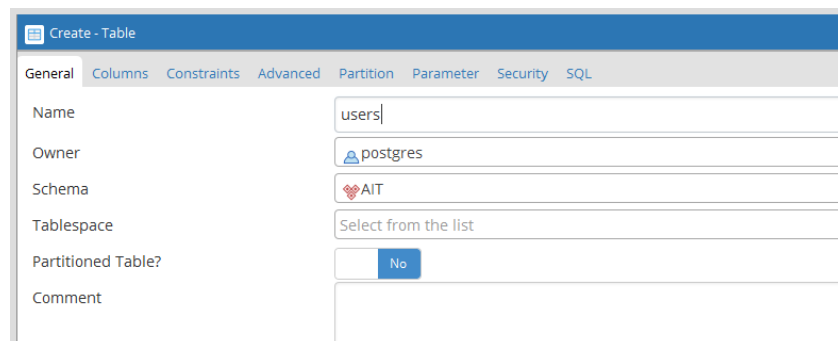 Create - Table
General Columns Constraints Advanced Partition Parameter Security SQL
Name users
Owner postgres
Schema AIT
Tablespace Select from the list
Partitioned Table? No
Comment